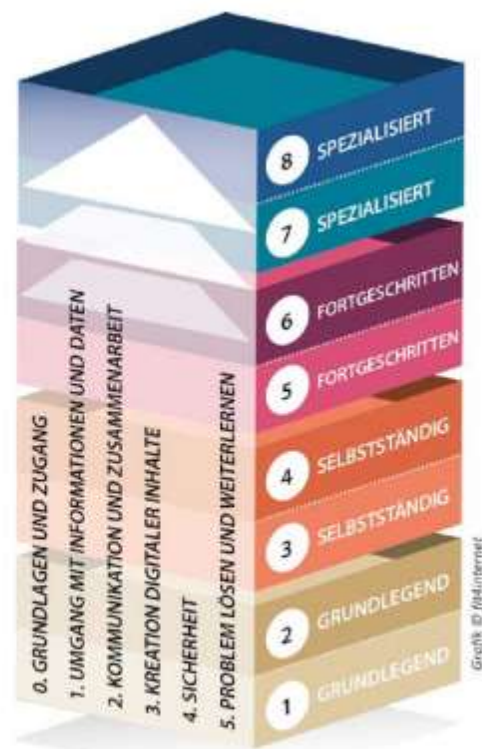 8 SPEZIALISIERT
7 SPEZIALISIERT
6 FORTGESCHRITTEN
5 FORTGESCHRITTEN
4 SELBSTSTÄNDIG
3 SELBSTSTÄNDIG
2 GRUNDLEGEND
1 GRUNDLEGEND
0. GRUNDLAGEN UND ZUGANG
1. UMGANG MIT INFORMATIONEN UND DATEN
2. KOMMUNIKATION UND ZUSAMMENARBEIT
3. KREATION DIGITALER INHALTE
4. SICHERHEIT
5. PROBLEM LÖSEN UND WEITERLERNEN
Grafik © fit4internet